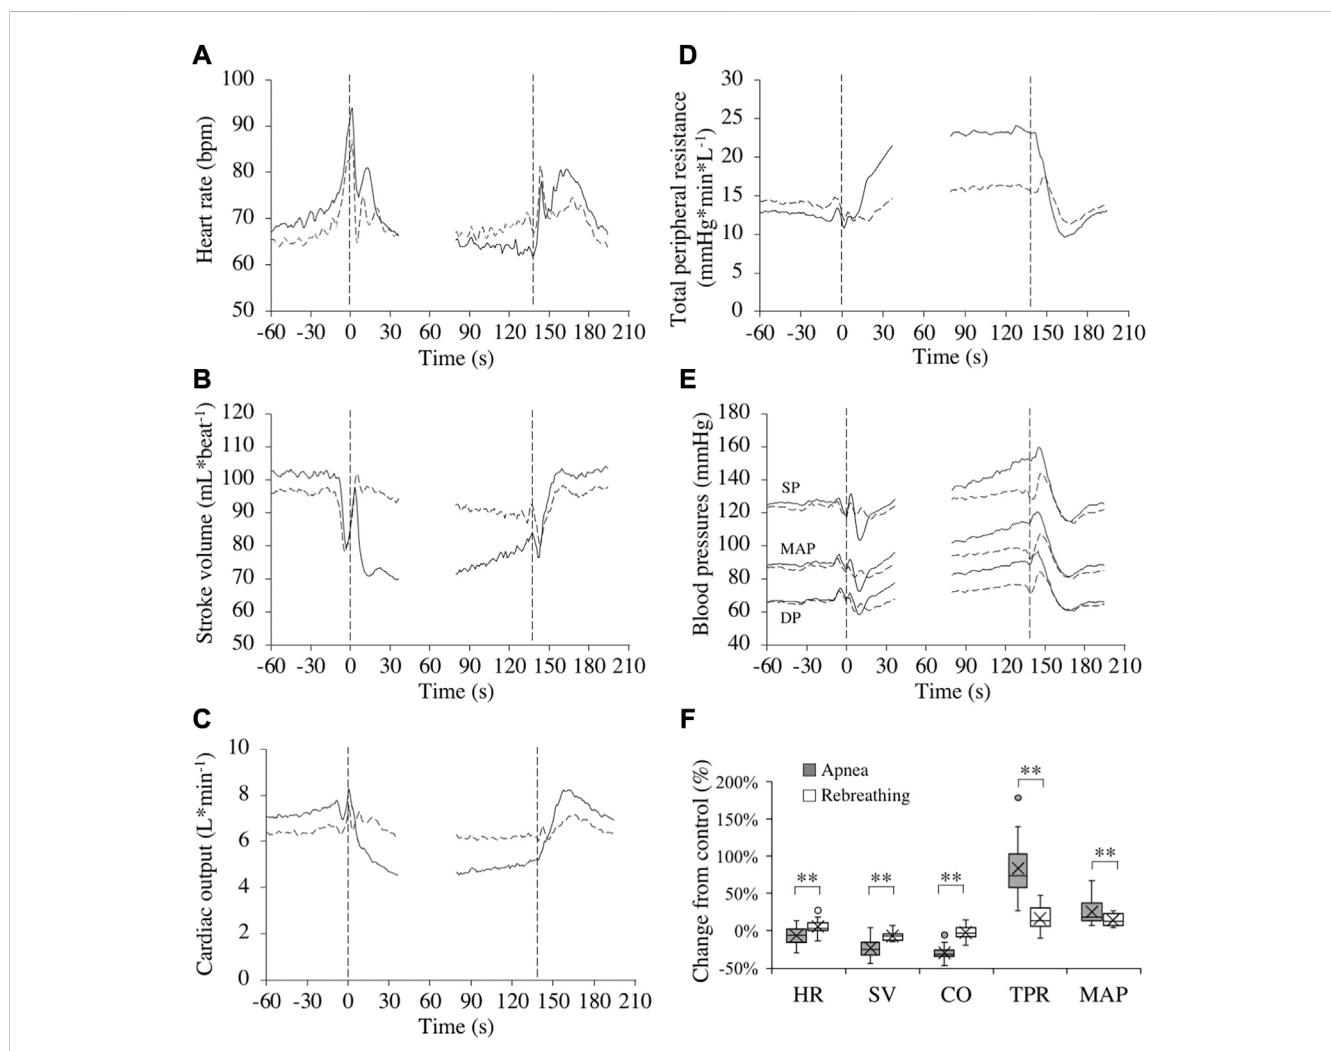 A
Heart rate (bpm)
100
90
80
70
60
50
-60 -30 0 30 60 90 120 150 180 210
Time (s)
D
Total peripheral resistance
(mmHg*min*L-1)
30
25
20
15
10
5
0
-60 -30 0 30 60 90 120 150 180 210
Time (s)
B
Stroke volume (mL*beat-1)
120
110
100
90
80
70
60
50
-60 -30 0 30 60 90 120 150 180 210
Time (s)
E
Blood pressures (mmHg)
180
160
140
120
100
80
60
40
SP
MAP
DP
-60 -30 0 30 60 90 120 150 180 210
Time (s)
C
Cardiac output (L*min-1)
10
8
6
4
2
0
-60 -30 0 30 60 90 120 150 180 210
Time (s)
F
Change from control (%)
Apnea
Rebreathing
200%
150%
100%
50%
0%
-50%
** ** ** ** **
HR SV CO TPR MAP